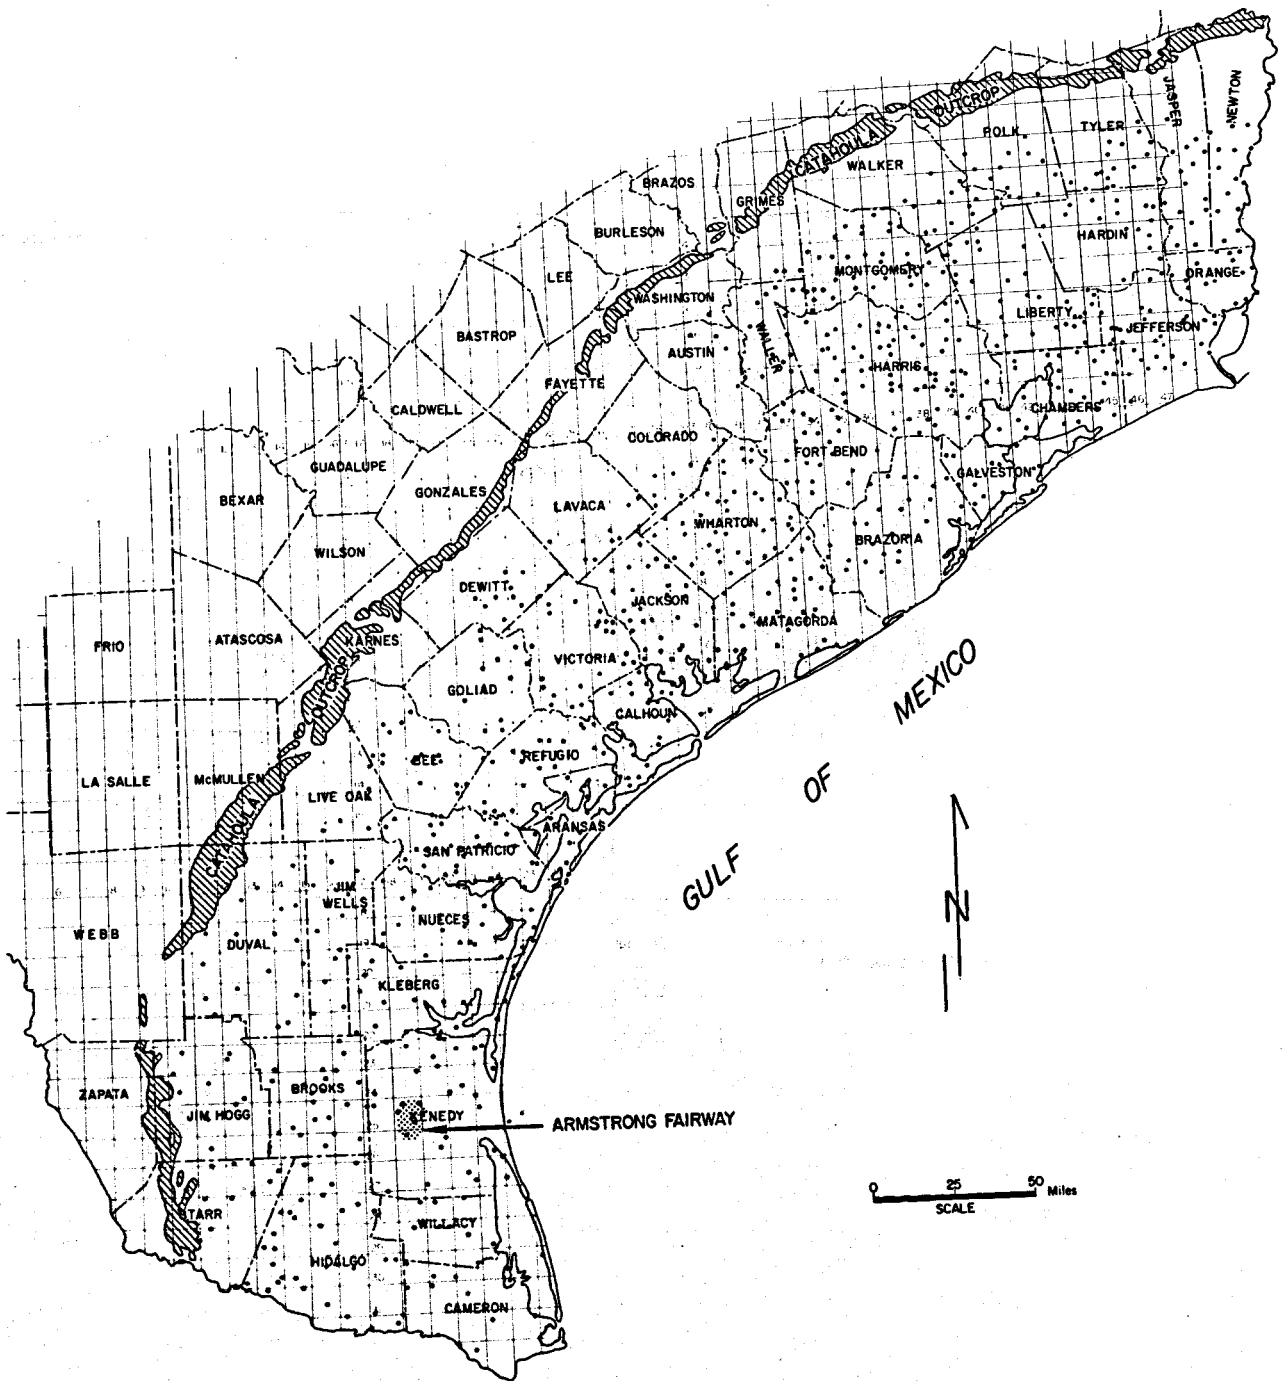 OUTCROP
JASPER
NEWTON
POLK
TYLER
CATAHOULA
WALKER
BRAZOS
GRIMES
BURLESON
HARDIN
LEE
MONTGOMERY
ORANGE
WASHINGTON
LIBERTY
JEFFERSON
BASTROP
AUSTIN
WALLER
HARRIS
FAYETTE
CALDWELL
CHAMBERS
COLORADO
FORT BEND
GUADALUPE
GALVESTON
BEXAR
GONZALES
LAVACA
WHARTON
BRAZORIA
WILSON
DEWITT
JACKSON
MATAGORDA
FRIO
ATASCOSA
KARNES
VICTORIA
OUTCROP
GOLIAD
CALHOUN
GULF OF MEXICO
BEE
REFUGIO
LA SALLE
McMULLEN
LIVE OAK
CATAHOULA
ARANSAS
SAN PATRICIO
JIM
WELLS
NUECES
N
WEBB
DUVAL
KLEBERG
ZAPATA
JIM HOGG
BROOKS
KENEDY
ARMSTRONG FAIRWAY
0 25 50 Miles
SCALE
STARR
WILLACY
HIDALGO
CAMERON